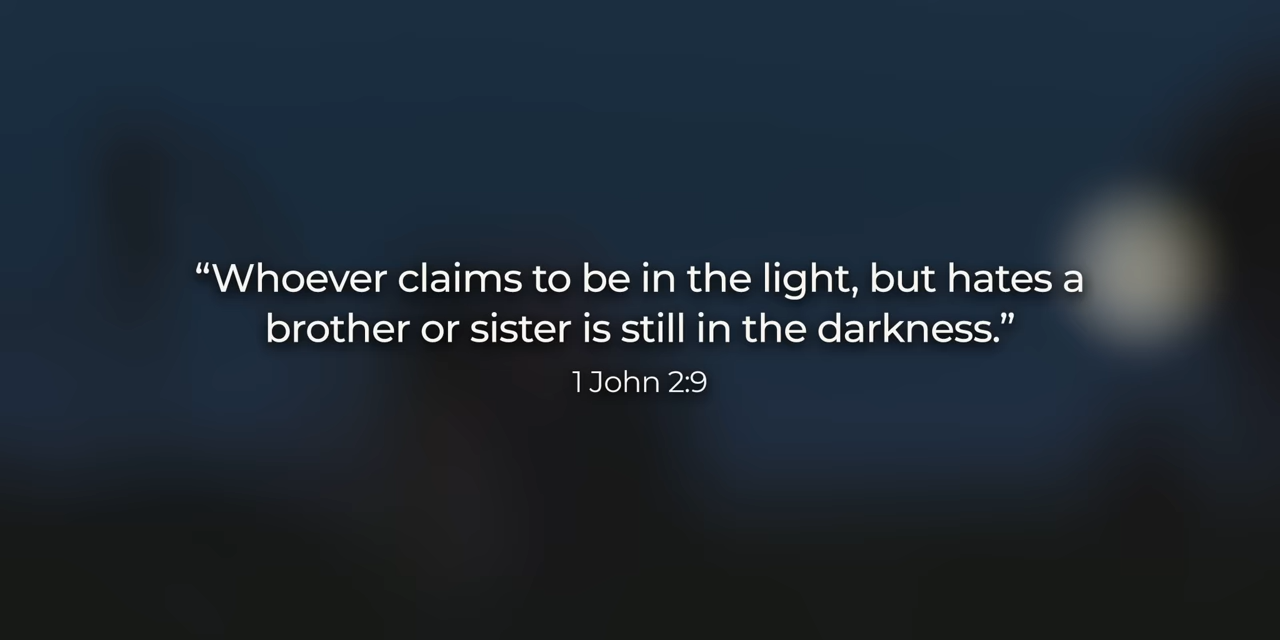 “Whoever claims to be in the light, but hates a
brother or sister is still in the darkness.”
1 John 2:9